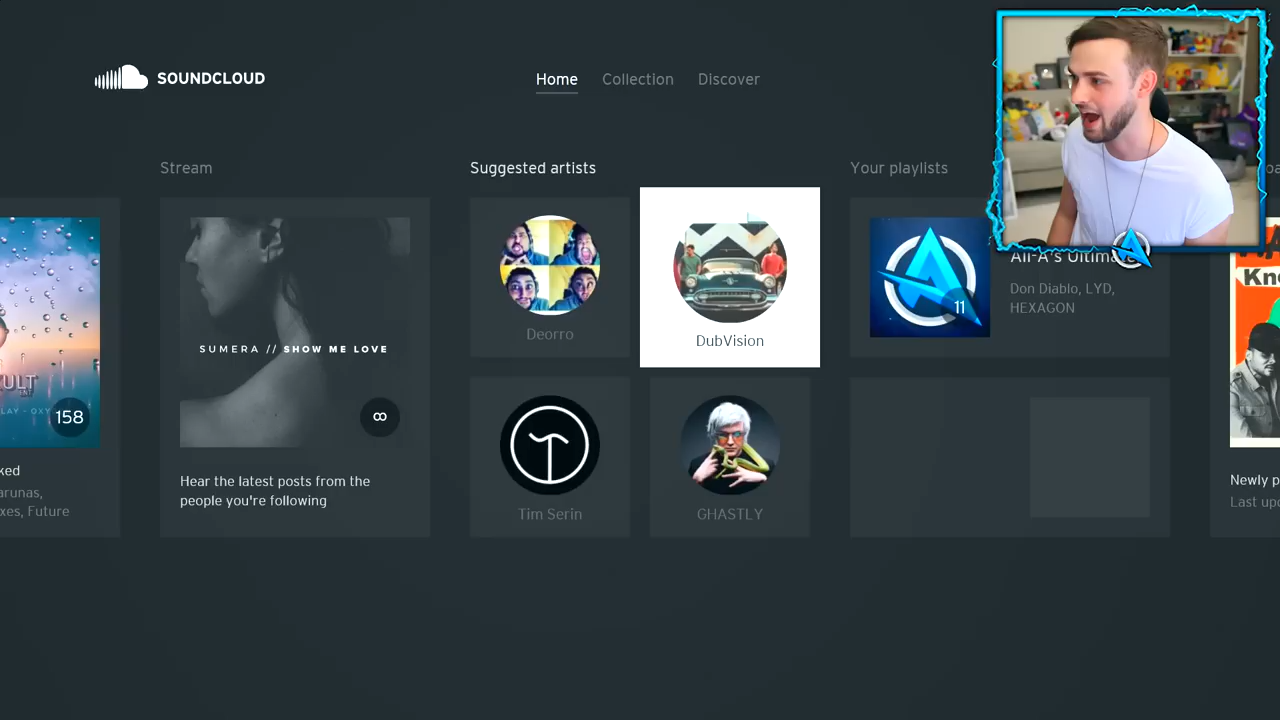 SOUNDCLOUD
Home
Collection
Discover
Stream
Suggested artists
Your playlists
158
ked
arunas,
xes, Future
SUMERA // SHOW ME LOVE
∞
Hear the latest posts from the
people you're following
Deorro
DubVision
Tim Serin
GHASTLY
11
Ali-A's Ultimate
Don Diablo, LYD,
HEXAGON
Kno
Newly p
Last upd